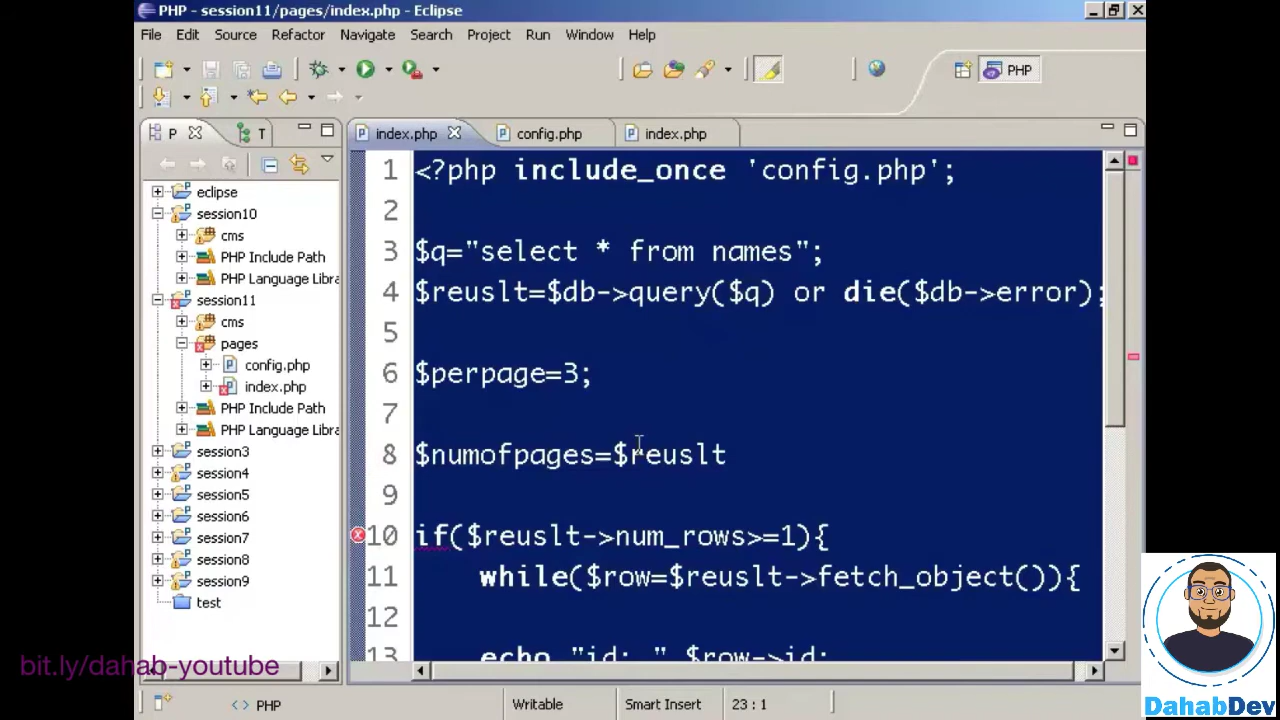 PHP - session11/pages/index.php - Eclipse
File Edit Source Refactor Navigate Search Project Run Window Help
PHP
P T
index.php config.php index.php
eclipse
session10
cms
PHP Include Path
PHP Language Libra
session11
cms
pages
config.php
index.php
PHP Include Path
PHP Language Libra
session3
session4
session5
session6
session7
session8
session9
test
1 <?php include_once 'config.php';
2
3 $q="select * from names";
4 $reuslt=$db->query($q) or die($db->error);
5
6 $perpage=3;
7
8 $numofpages=$reuslt
9
10 if($reuslt->num_rows>=1){
11 while($row=$reuslt->fetch_object()){
12
13 echo "id: " $row->id;
bit.ly/dahab-youtube
<> PHP Writable Smart Insert 23 : 1
DahabDev